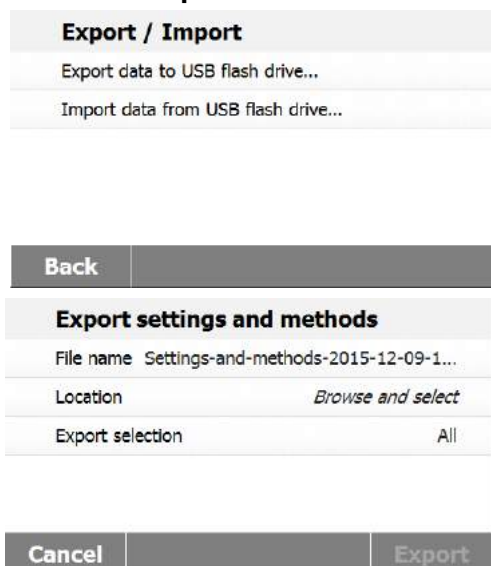 Export / Import
Export data to USB flash drive...
Import data from USB flash drive...
Back
Export settings and methods
File name Settings-and-methods-2015-12-09-1...
Location Browse and select
Export selection All
Cancel Export